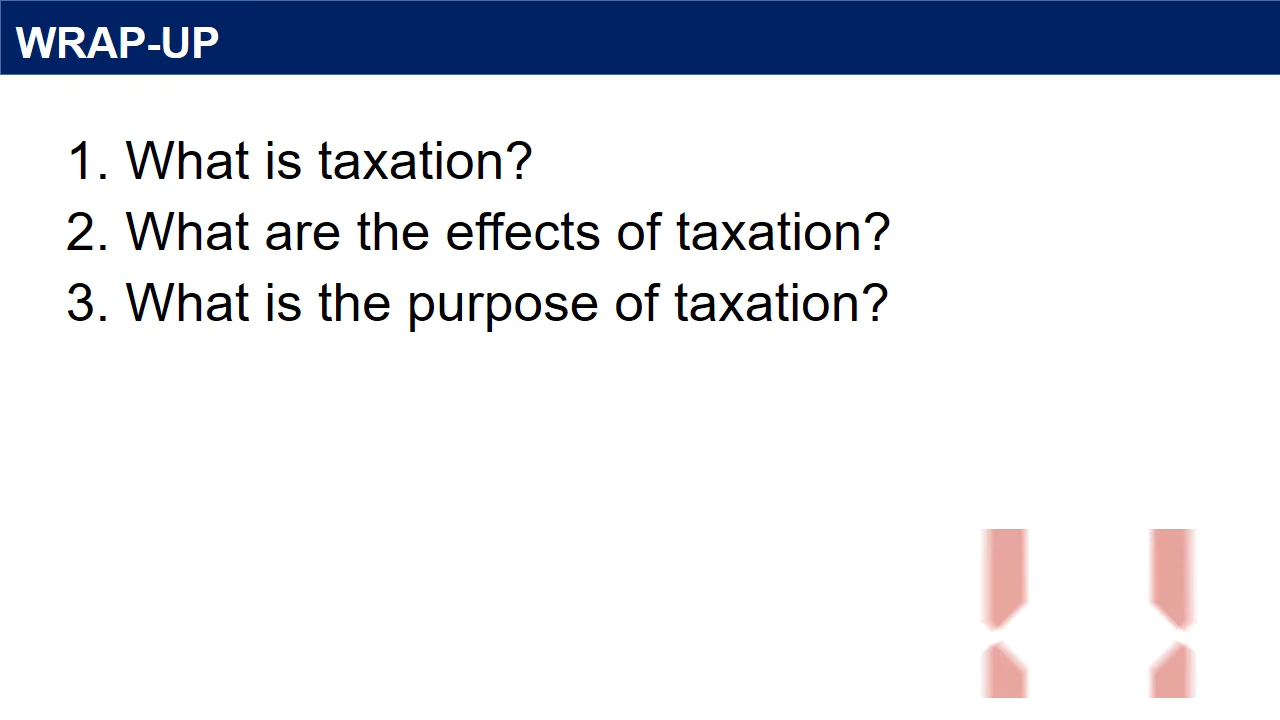 WRAP-UP
1. What is taxation?
2. What are the effects of taxation?
3. What is the purpose of taxation?